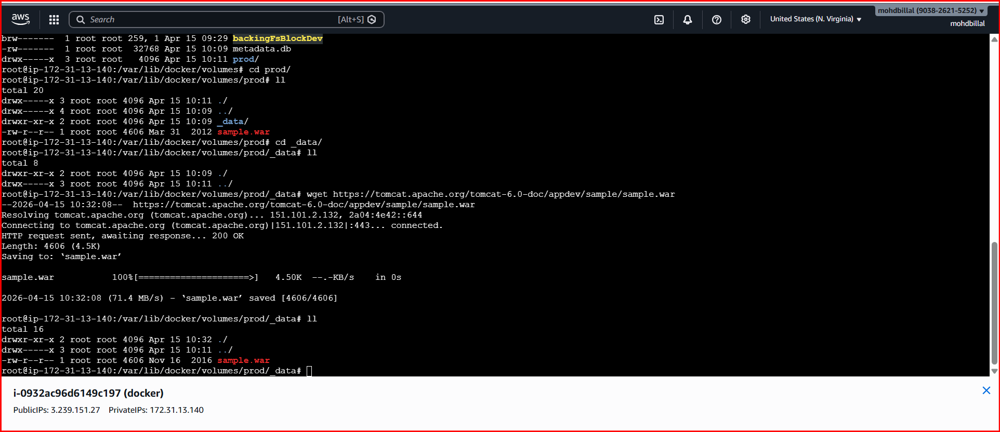 aws
Search [Alt+S]
United States (N. Virginia)
mohdbillal (9038-2621-5252)
mohdbillal
brw------- 1 root root 259, 1 Apr 15 09:29 backingFsBlockDev
-rw------- 1 root root 32768 Apr 15 10:09 metadata.db
drwx-----x 3 root root 4096 Apr 15 10:11 prod/
root@ip-172-31-13-140:/var/lib/docker/volumes# cd prod/
root@ip-172-31-13-140:/var/lib/docker/volumes/prod# ll
total 20
drwx-----x 3 root root 4096 Apr 15 10:11 ./
drwx-----x 4 root root 4096 Apr 15 10:09 ../
drwxr-xr-x 2 root root 4096 Apr 15 10:09 _data/
-rw-r--r-- 1 root root 4606 Mar 31 2012 sample.war
root@ip-172-31-13-140:/var/lib/docker/volumes/prod# cd _data/
root@ip-172-31-13-140:/var/lib/docker/volumes/prod/_data# ll
total 8
drwxr-xr-x 2 root root 4096 Apr 15 10:09 ./
drwx-----x 3 root root 4096 Apr 15 10:11 ../
root@ip-172-31-13-140:/var/lib/docker/volumes/prod/_data# wget https://tomcat.apache.org/tomcat-6.0-doc/appdev/sample/sample.war
--2026-04-15 10:32:08-- https://tomcat.apache.org/tomcat-6.0-doc/appdev/sample/sample.war
Resolving tomcat.apache.org (tomcat.apache.org)... 151.101.2.132, 2a04:4e42::644
Connecting to tomcat.apache.org (tomcat.apache.org)|151.101.2.132|:443... connected.
HTTP request sent, awaiting response... 200 OK
Length: 4606 (4.5K)
Saving to: ‘sample.war’
sample.war 100%[=====================>] 4.50K --.-KB/s in 0s
2026-04-15 10:32:08 (71.4 MB/s) - ‘sample.war’ saved [4606/4606]
root@ip-172-31-13-140:/var/lib/docker/volumes/prod/_data# ll
total 16
drwxr-xr-x 2 root root 4096 Apr 15 10:32 ./
drwx-----x 3 root root 4096 Apr 15 10:11 ../
-rw-r--r-- 1 root root 4606 Nov 16 2016 sample.war
root@ip-172-31-13-140:/var/lib/docker/volumes/prod/_data#
i-0932ac96d6149c197 (docker)
PublicIPs: 3.239.151.27 PrivateIPs: 172.31.13.140